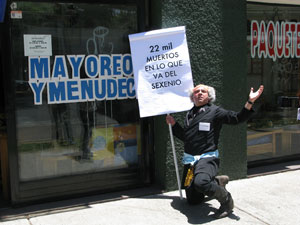 MAYOREO
Y MENUDEO
22 mil
MUERTOS
EN LO QUE
VA DEL
SEXENIO
PAQUETE